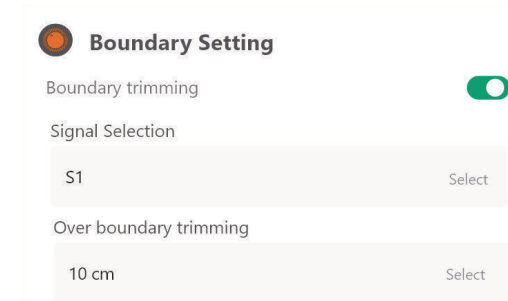 Boundary Setting
Boundary trimming
Signal Selection
S1 Select
Over boundary trimming
10 cm Select